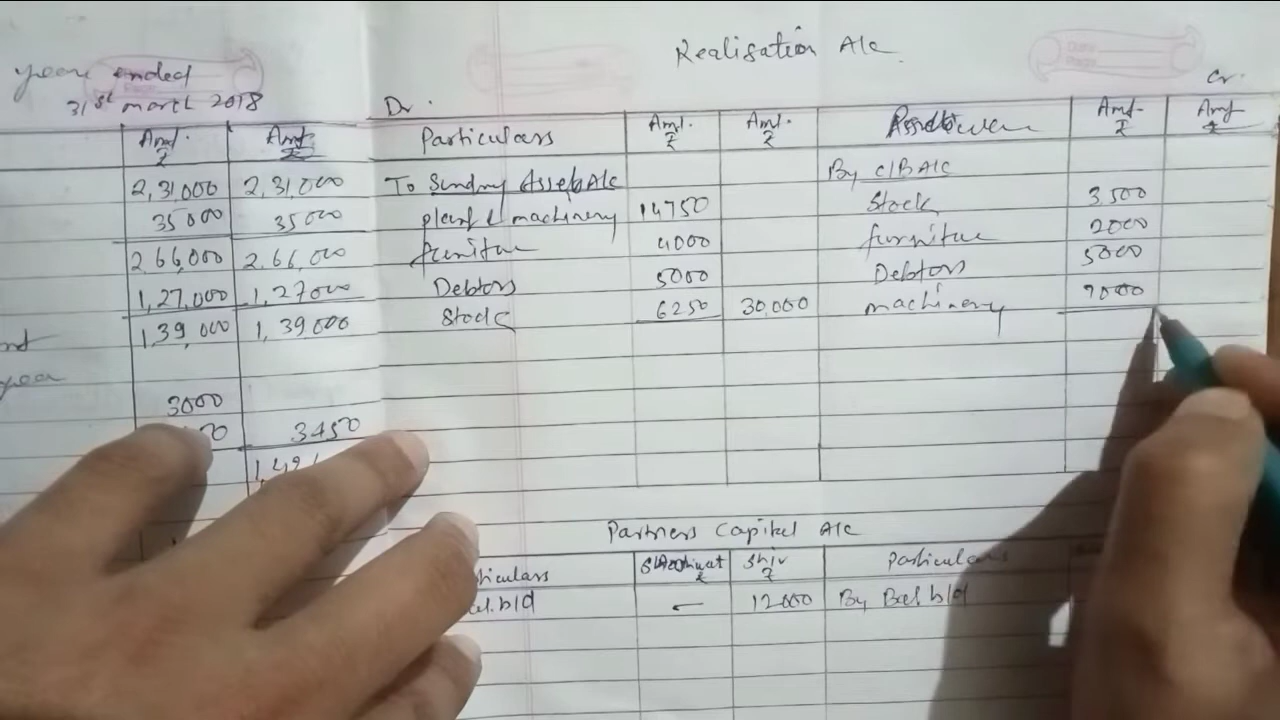 Realisation A/c
year ended
31st march 2018
Dr.
Cr.
Amt. ₹ Amt. ₹
Particulars Amt. ₹ Amt. ₹ Amt ₹ Amt ₹
2,31,000 2,31,000 To Sundry Assets A/c By C/B A/c
35000 35000 plant & machinery 14750 Stock 3500
2,66,000 2,66,000 furniture 4000 furniture 2000
1,27,000 1,27,000 Debtors 5000 Debtors 5000
1,39,000 1,39,000 Stock 6250 30,000 machinery 9000
year
3000
3450
Partners Capital A/c
Shiv ₹ Particulars
b/d - 12000 By Bal. b/d